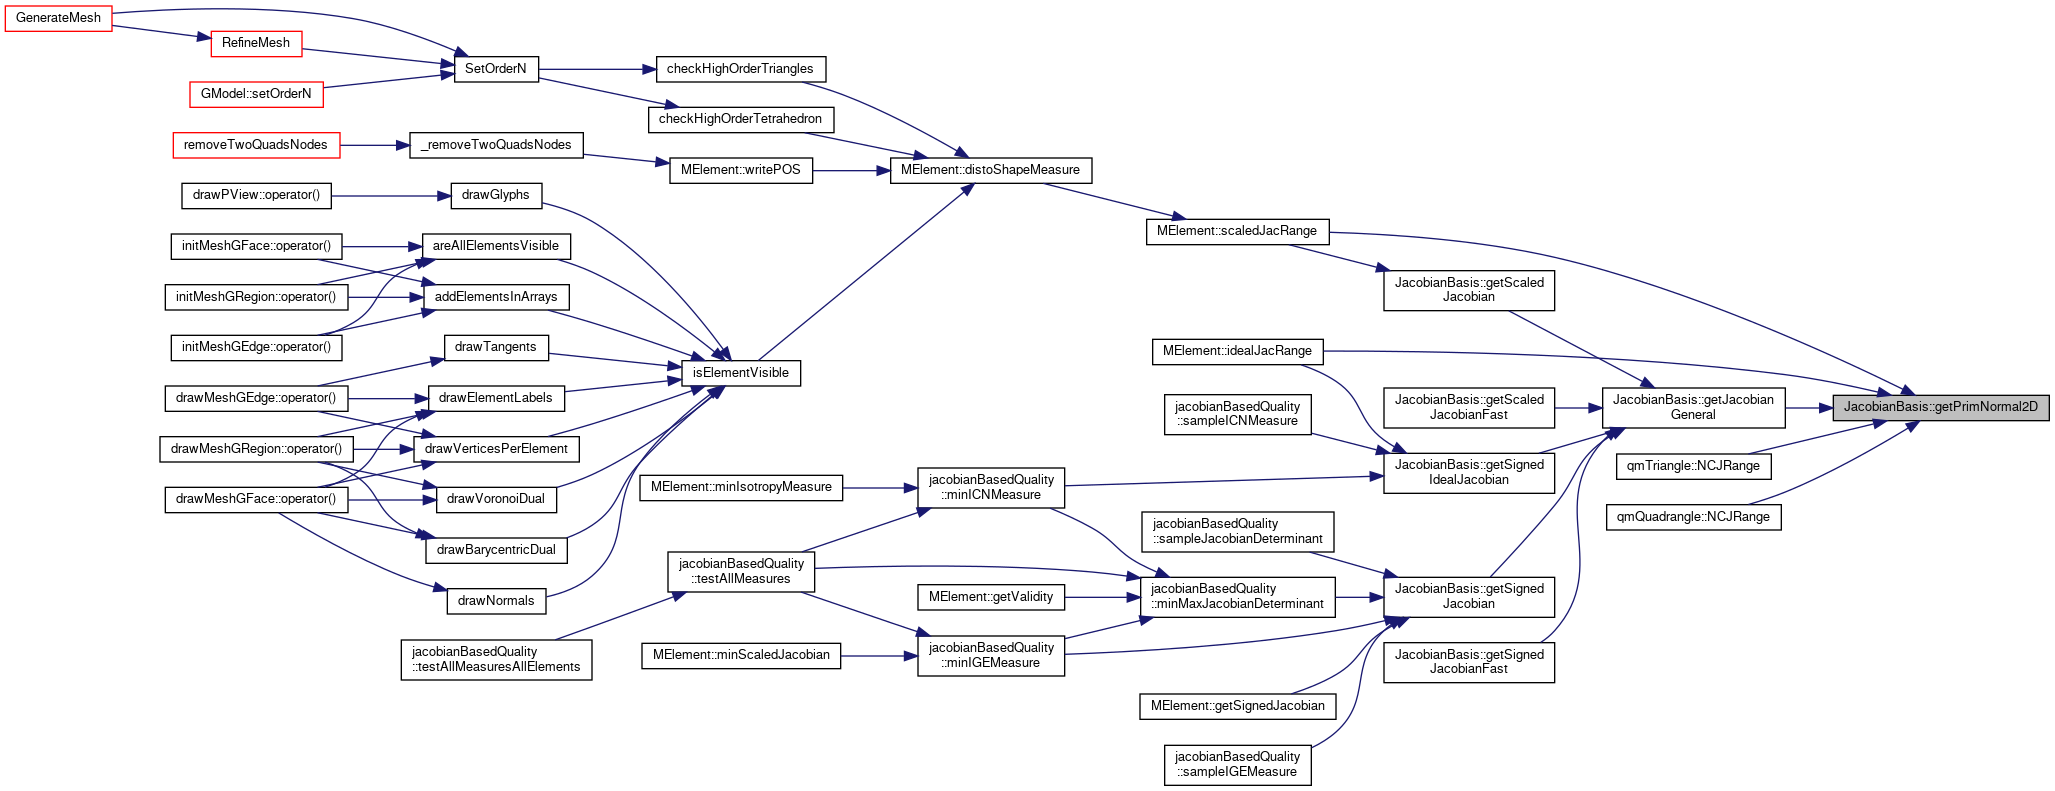 GenerateMesh
RefineMesh
SetOrderN
checkHighOrderTriangles
GModel::setOrderN
checkHighOrderTetrahedron
removeTwoQuadsNodes
_removeTwoQuadsNodes
MElement::writePOS
MElement::distoShapeMeasure
drawPView::operator()
drawGlyphs
MElement::scaledJacRange
initMeshGFace::operator()
areAllElementsVisible
JacobianBasis::getScaled
Jacobian
initMeshGRegion::operator()
addElementsInArrays
initMeshGEdge::operator()
drawTangents
MElement::idealJacRange
isElementVisible
drawMeshGEdge::operator()
drawElementLabels
jacobianBasedQuality
::sampleICNMeasure
JacobianBasis::getScaled
JacobianFast
JacobianBasis::getJacobian
General
JacobianBasis::getPrimNormal2D
drawMeshGRegion::operator()
drawVerticesPerElement
JacobianBasis::getSigned
IdealJacobian
qmTriangle::NCJRange
MElement::minIsotropyMeasure
jacobianBasedQuality
::minICNMeasure
drawMeshGFace::operator()
drawVoronoiDual
qmQuadrangle::NCJRange
jacobianBasedQuality
::sampleJacobianDeterminant
drawBarycentricDual
jacobianBasedQuality
::testAllMeasures
drawNormals
MElement::getValidity
jacobianBasedQuality
::minMaxJacobianDeterminant
JacobianBasis::getSigned
Jacobian
jacobianBasedQuality
::testAllMeasuresAllElements
MElement::minScaledJacobian
jacobianBasedQuality
::minIGEMeasure
JacobianBasis::getSigned
JacobianFast
MElement::getSignedJacobian
jacobianBasedQuality
::sampleIGEMeasure